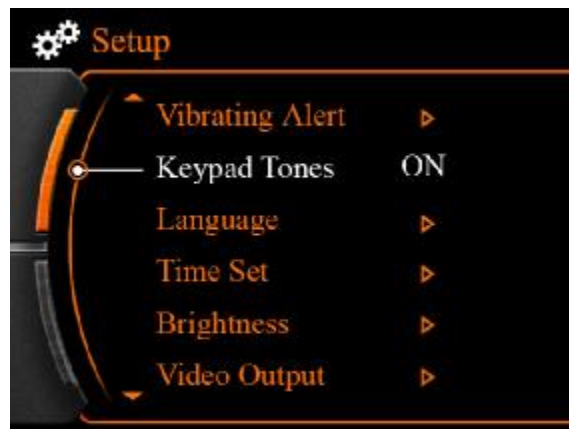 Setup
Vibrating Alert
Keypad Tones ON
Language
Time Set
Brightness
Video Output